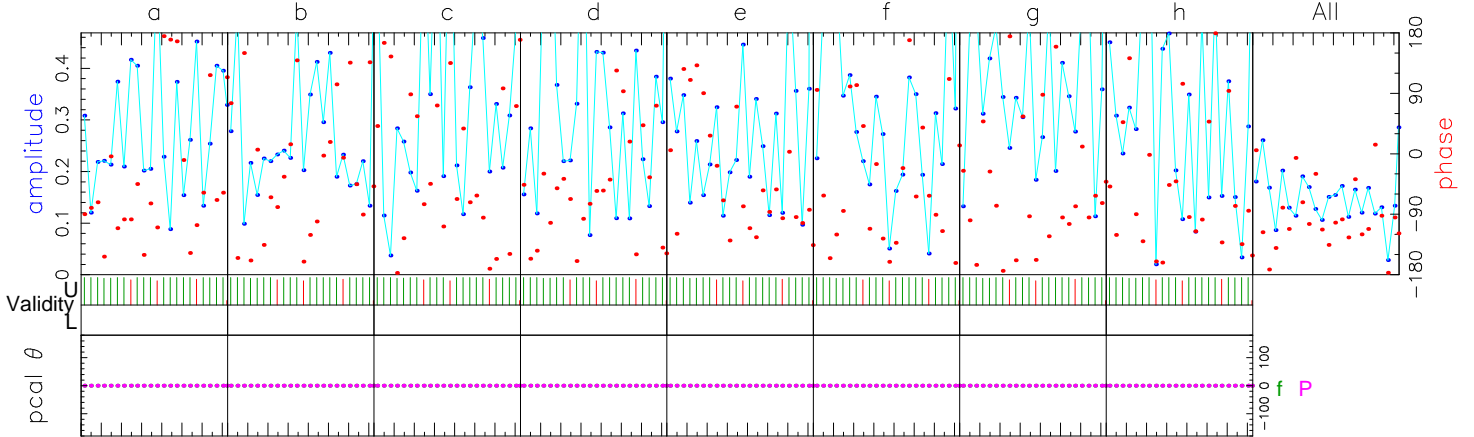 a b c d e f g h All
amplitude
0 0.1 0.2 0.3 0.4
180 90 0 −90 −180
phase
U
Validity
L
pcal θ
100 0 −100
f P